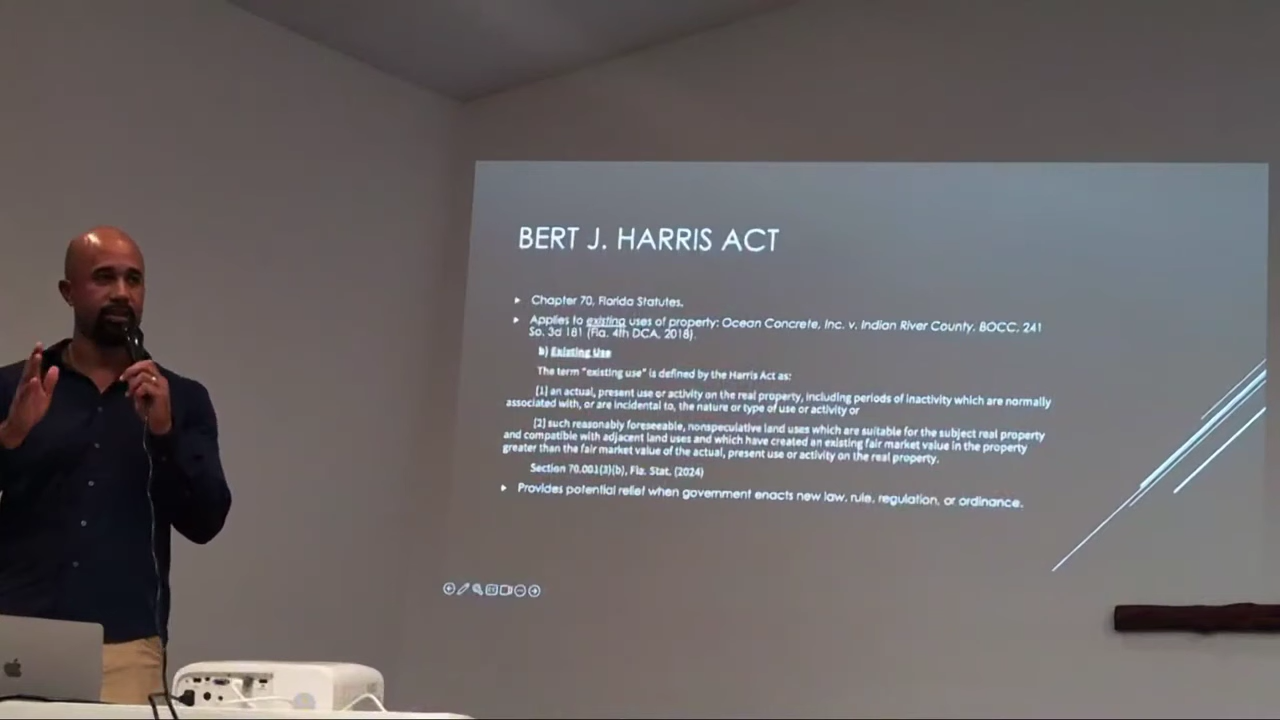 BERT J. HARRIS ACT
Chapter 70, Florida Statutes.
Applies to existing uses of property: Ocean Concrete, Inc. v. Indian River County, BOCC, 241
So. 3d 181 (Fla. 4th DCA, 2018).
b) Existing Use
The term "existing use" is defined by the Harris Act as:
[1] an actual, present use or activity on the real property, including periods of inactivity which are normally
associated with, or are incidental to, the nature or type of use or activity or
[2] such reasonably foreseeable, nonspeculative land uses which are suitable for the subject real property
and compatible with adjacent land uses and which have created an existing fair market value in the property
greater than the fair market value of the actual, present use or activity on the real property.
Section 70.001(3)(b), Fla. Stat. (2024)
Provides potential relief when government enacts new law, rule, regulation, or ordinance.